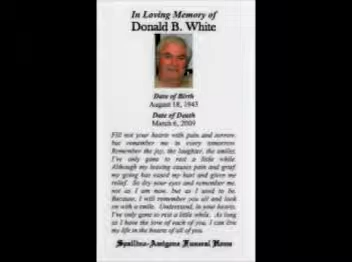 In Loving Memory of
Donald B. White
Date of Birth
August 18, 1943
Date of Death
March 6, 2009
Fill not your hearts with pain and sorrow,
but remember me in every tomorrow.
Remember the joy, the laughter, the smiles,
I've only gone to rest a little while.
Although my leaving causes pain and grief
my going has eased my hurt and given me
relief. So dry your eyes and remember me,
not as I am now, but as I used to be.
Because, I will remember you all and look
on with a smile. Understand, in your hearts,
I've only gone to rest a little while. As long
as I have the love of each of you, I can live
my life in the hearts of all of you.
Funeral Home